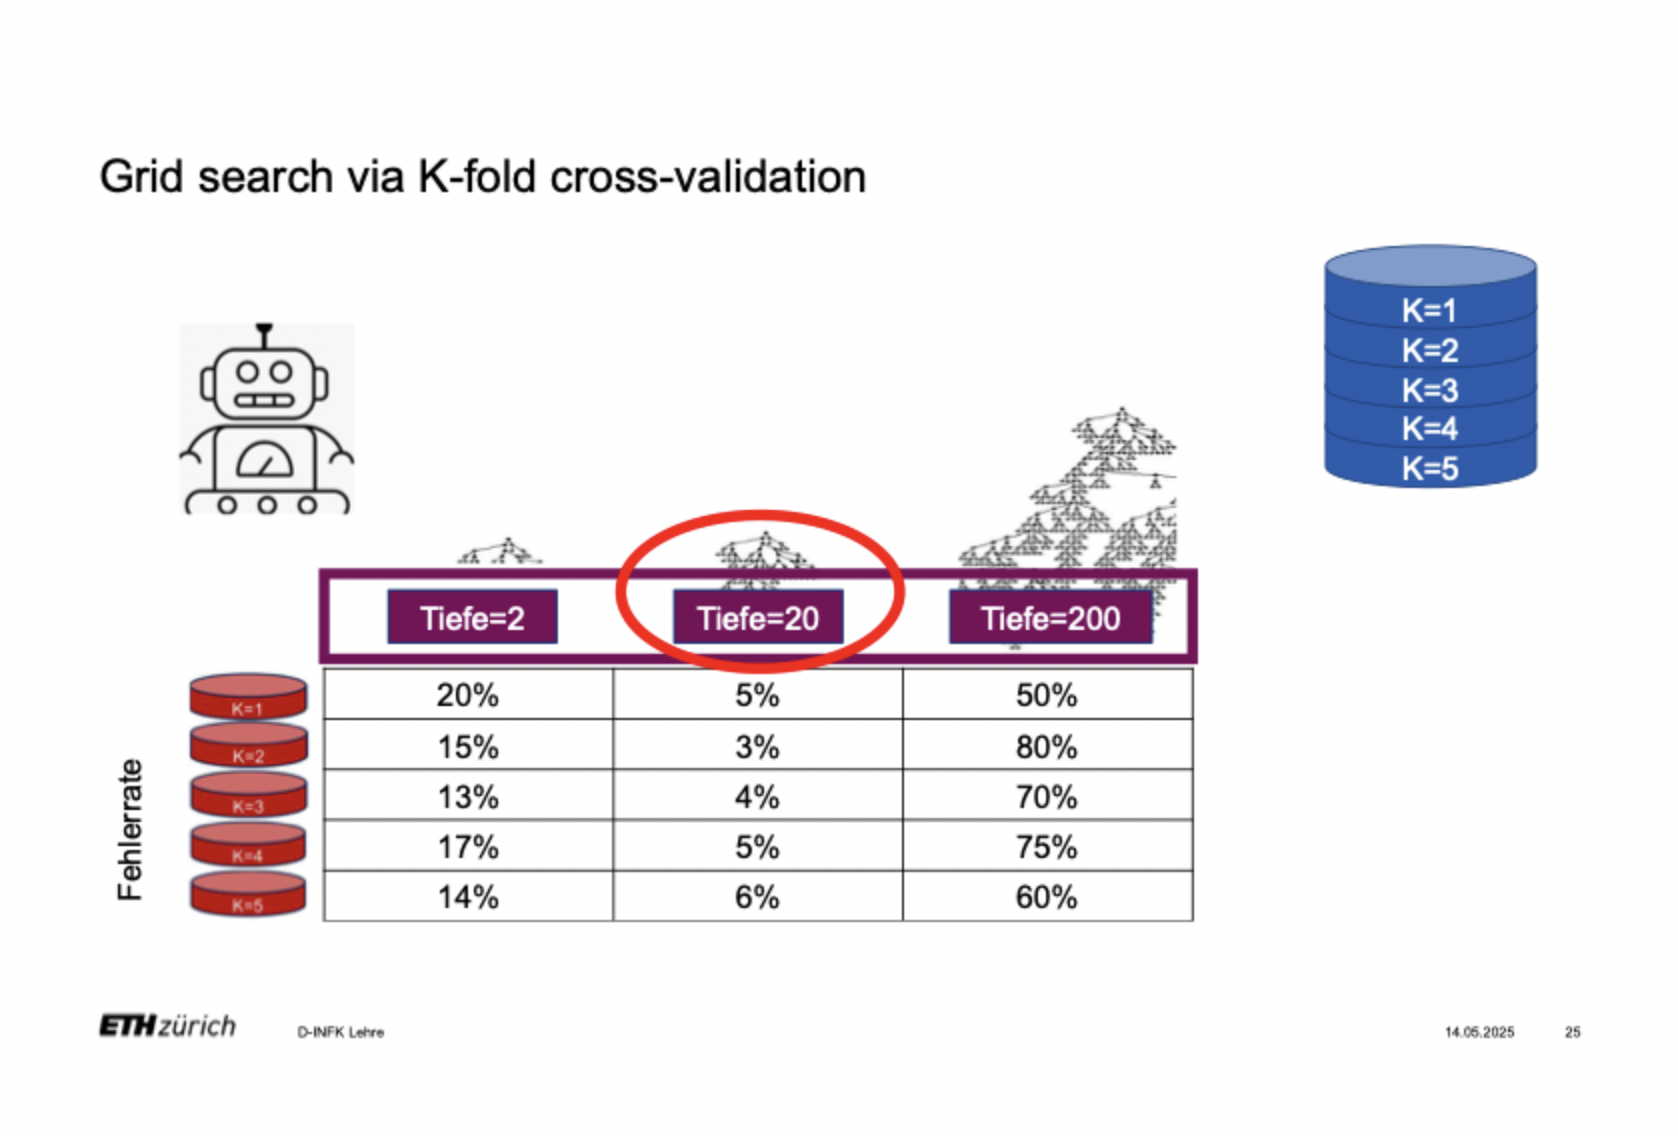 Grid search via K-fold cross-validation
K=1
K=2
K=3
K=4
K=5
Tiefe=2 Tiefe=20 Tiefe=200
Fehlerrate
K=1 20% 5% 50%
K=2 15% 3% 80%
K=3 13% 4% 70%
K=4 17% 5% 75%
K=5 14% 6% 60%
ETH zürich D-INFK Lehre 14.05.2025 25